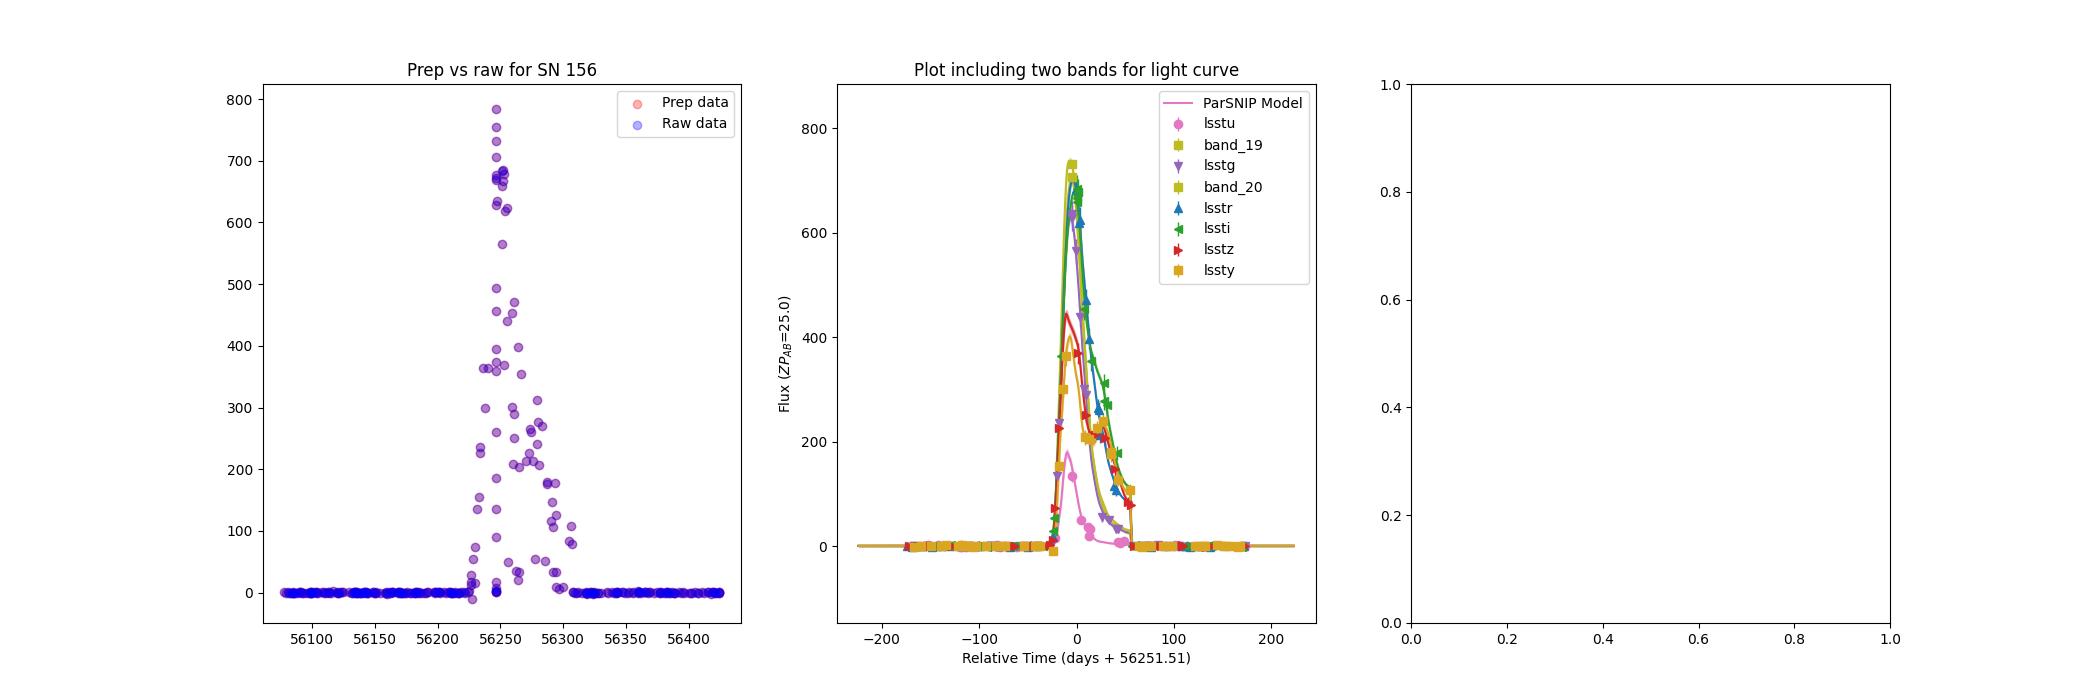 Prep vs raw for SN 156
800
700
600
500
400
300
200
100
0
56100 56150 56200 56250 56300 56350 56400
Prep data
Raw data
Plot including two bands for light curve
Flux (ZP_AB=25.0)
800
600
400
200
0
−200 −100 0 100 200
Relative Time (days + 56251.51)
ParSNIP Model
lsstu
band_19
lsstg
band_20
lsstr
lssti
lsstz
lssty
1.0
0.8
0.6
0.4
0.2
0.0
0.0 0.2 0.4 0.6 0.8 1.0